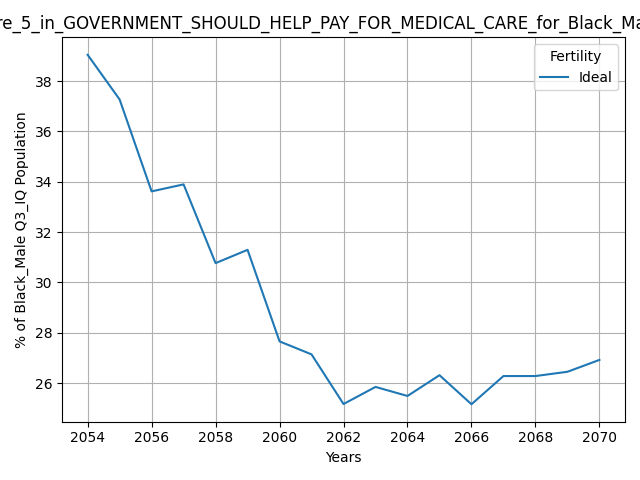 re_5_in_GOVERNMENT_SHOULD_HELP_PAY_FOR_MEDICAL_CARE_for_Black_Ma
Fertility
Ideal
% of Black_Male Q3_IQ Population
38
36
34
32
30
28
26
2054 2056 2058 2060 2062 2064 2066 2068 2070
Years